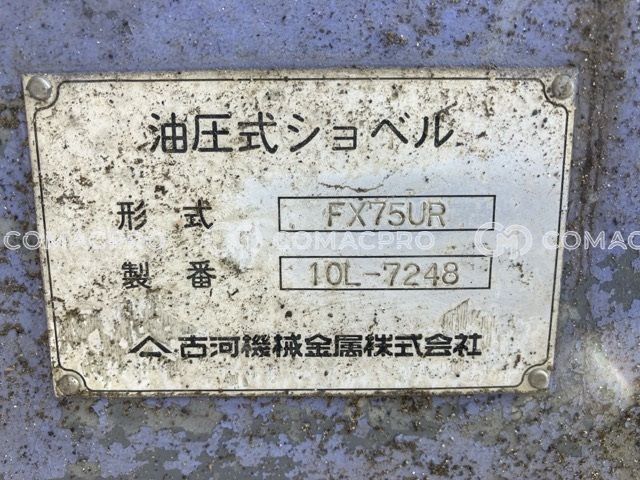 油圧式ショベル
形式 FX75UR
COMACPRO COMACPRO COMACPRO
製番 10L-7248
古河機械金属株式会社